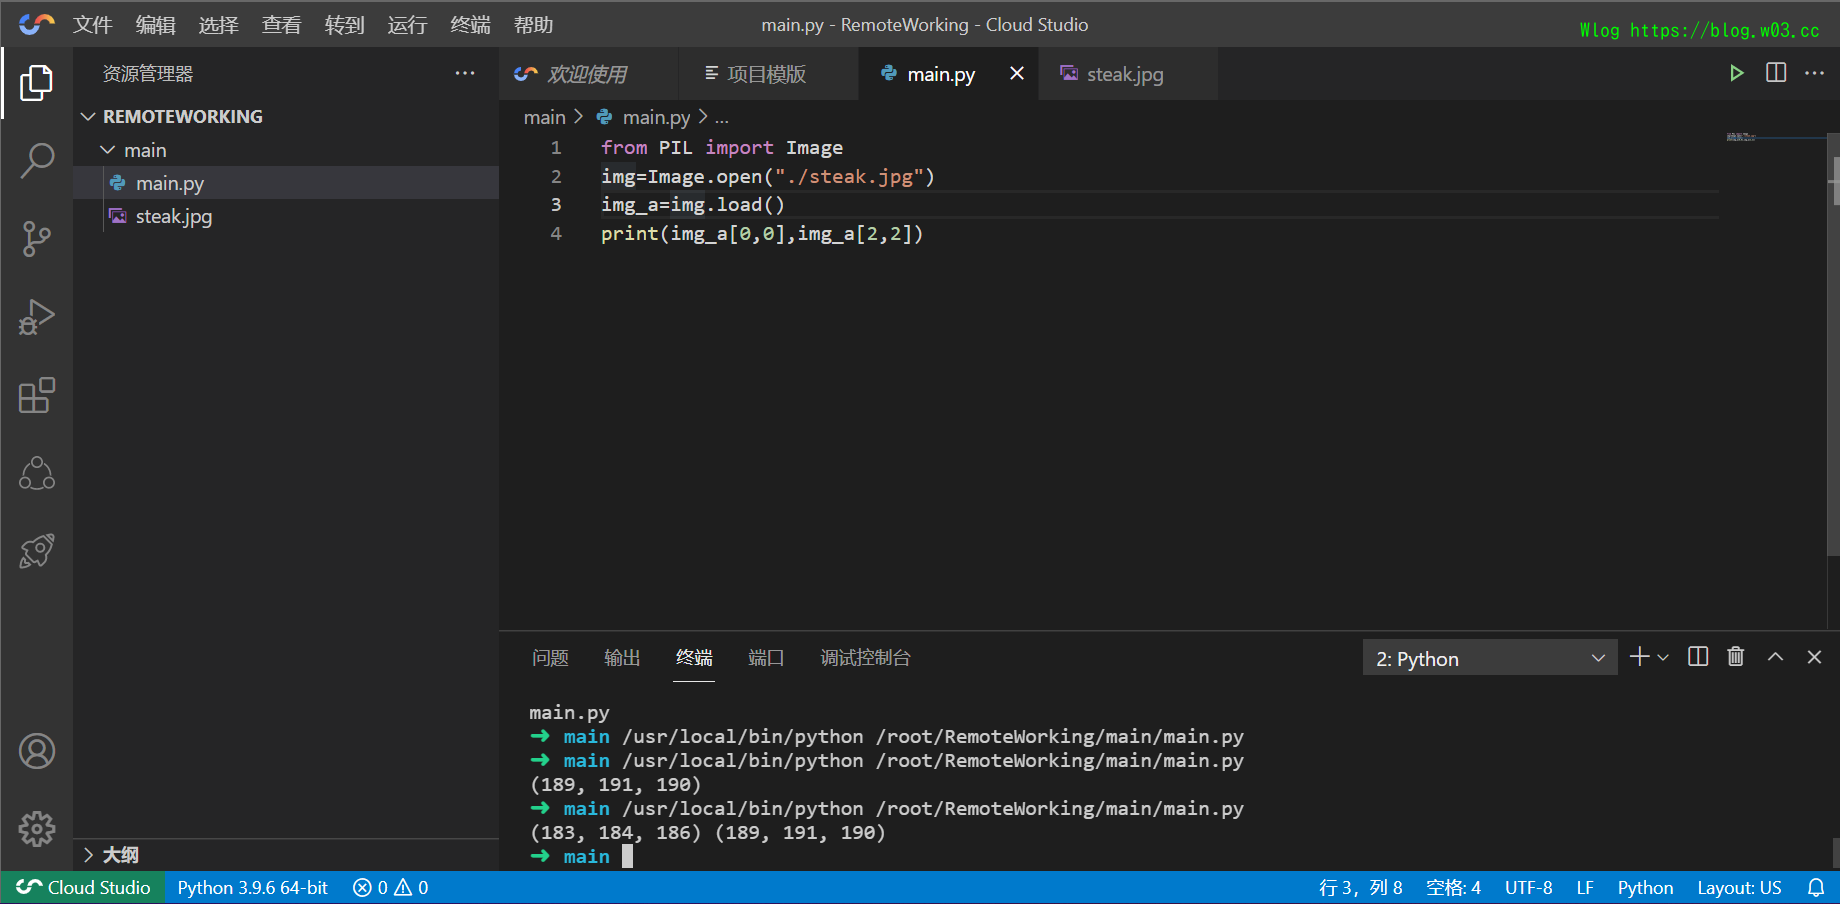 文件 编辑 选择 查看 转到 运行 终端 帮助 main.py - RemoteWorking - Cloud Studio Wlog https://blog.w03.cc
资源管理器 ···
欢迎使用 项目模版 main.py steak.jpg ···
REMOTEWORKING
main
main.py
steak.jpg
main > main.py > ...
1 from PIL import Image
2 img=Image.open("./steak.jpg")
3 img_a=img.load()
4 print(img_a[0,0],img_a[2,2])
问题 输出 终端 端口 调试控制台 2: Python
main.py
➜ main /usr/local/bin/python /root/RemoteWorking/main/main.py
➜ main /usr/local/bin/python /root/RemoteWorking/main/main.py
(189, 191, 190)
➜ main /usr/local/bin/python /root/RemoteWorking/main/main.py
(183, 184, 186) (189, 191, 190)
➜ main
大纲
Cloud Studio Python 3.9.6 64-bit 0 0 行 3, 列 8 空格: 4 UTF-8 LF Python Layout: US